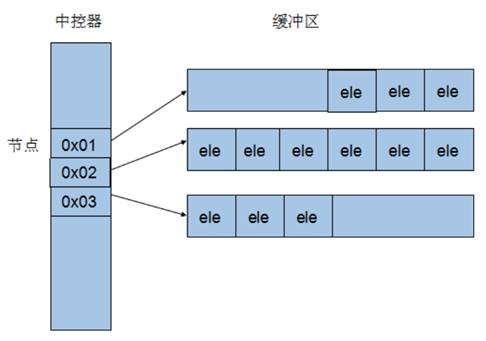 中控器
缓冲区
ele ele ele
节点
0x01
ele ele ele ele ele ele
0x02
0x03
ele ele ele